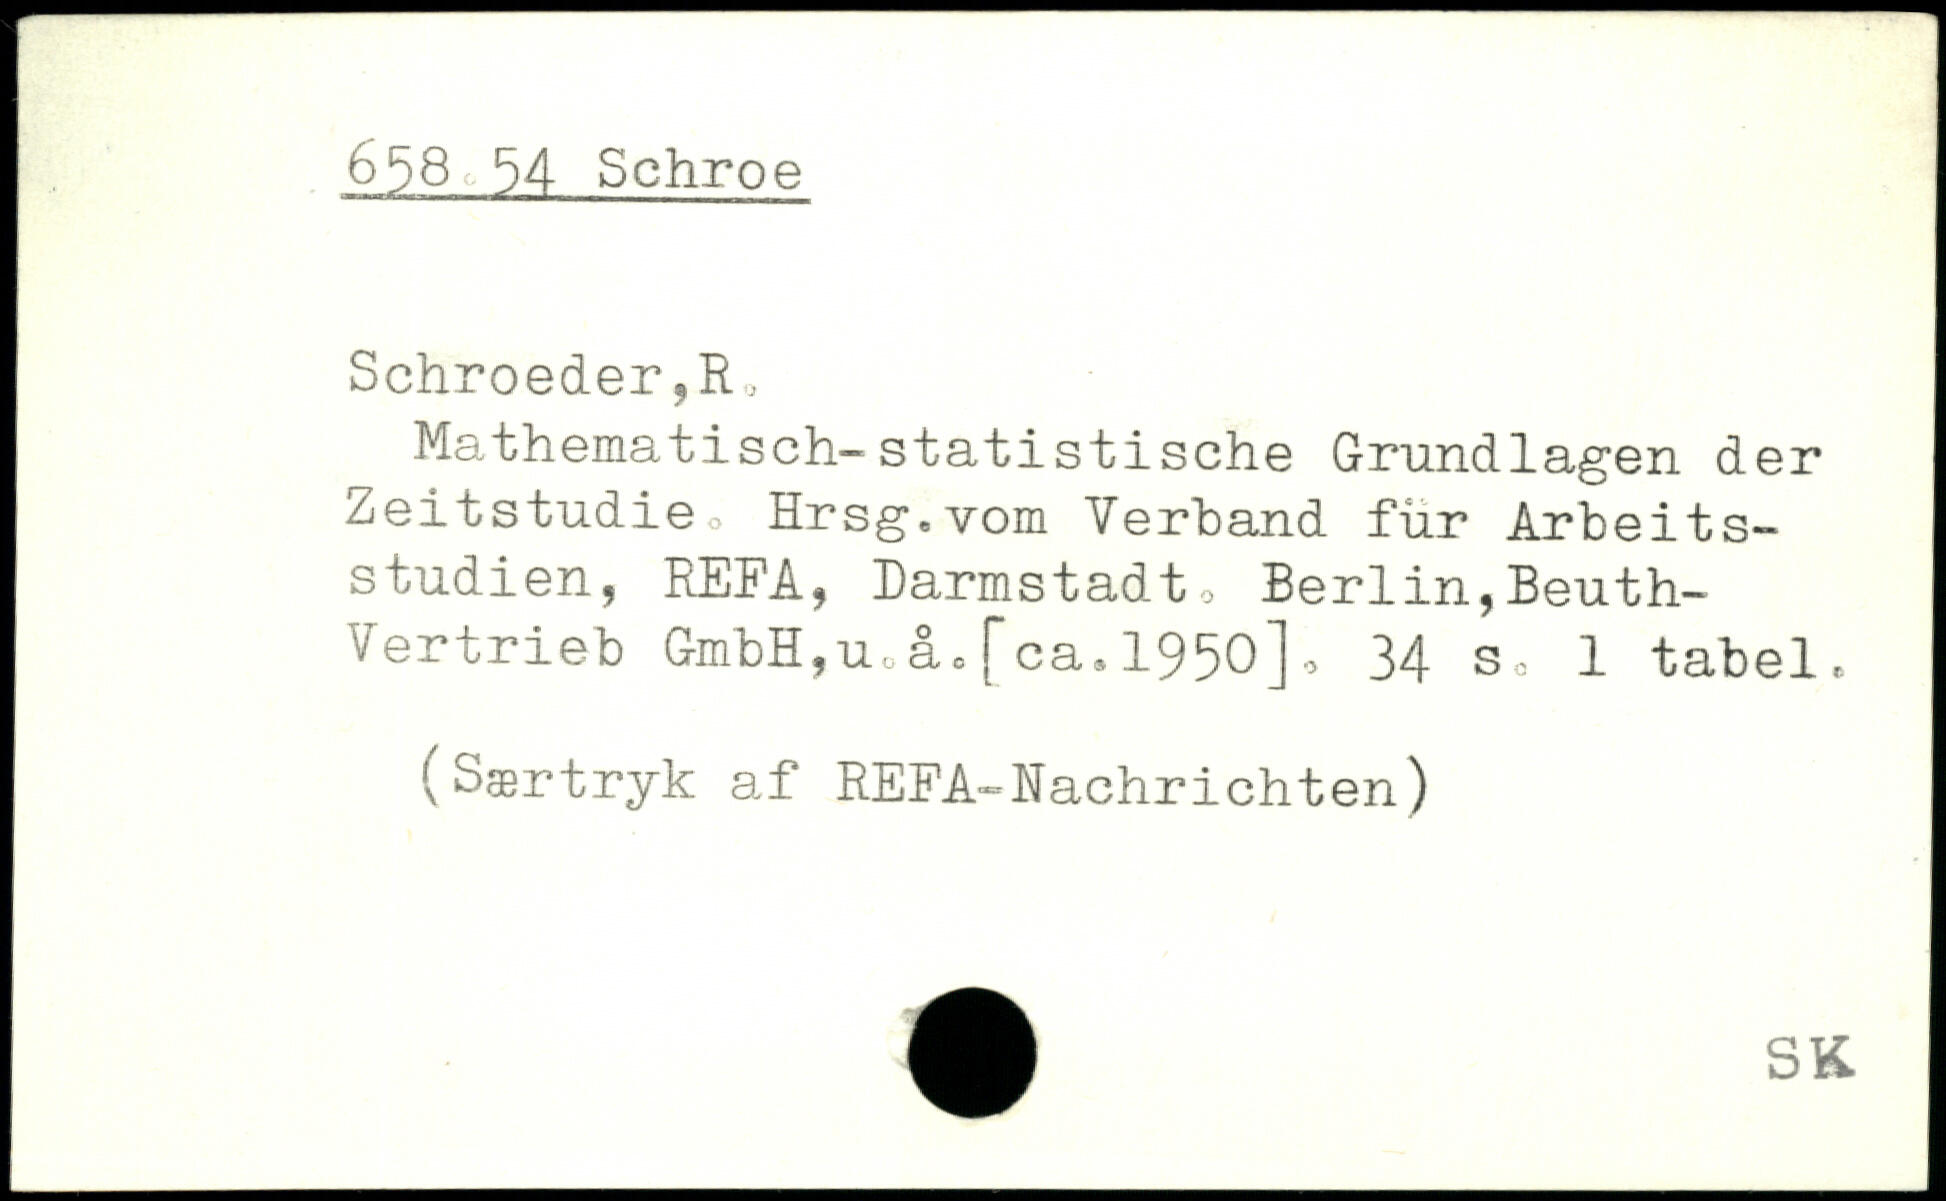 658.54 Schroe
Schroeder,R.
Mathematisch-statistische Grundlagen der
Zeitstudie. Hrsg.vom Verband für Arbeits-
studien, REFA, Darmstadt. Berlin,Beuth-
Vertrieb GmbH,u.å.[ca.1950]. 34 s. 1 tabel.
(Særtryk af REFA-Nachrichten)
SK